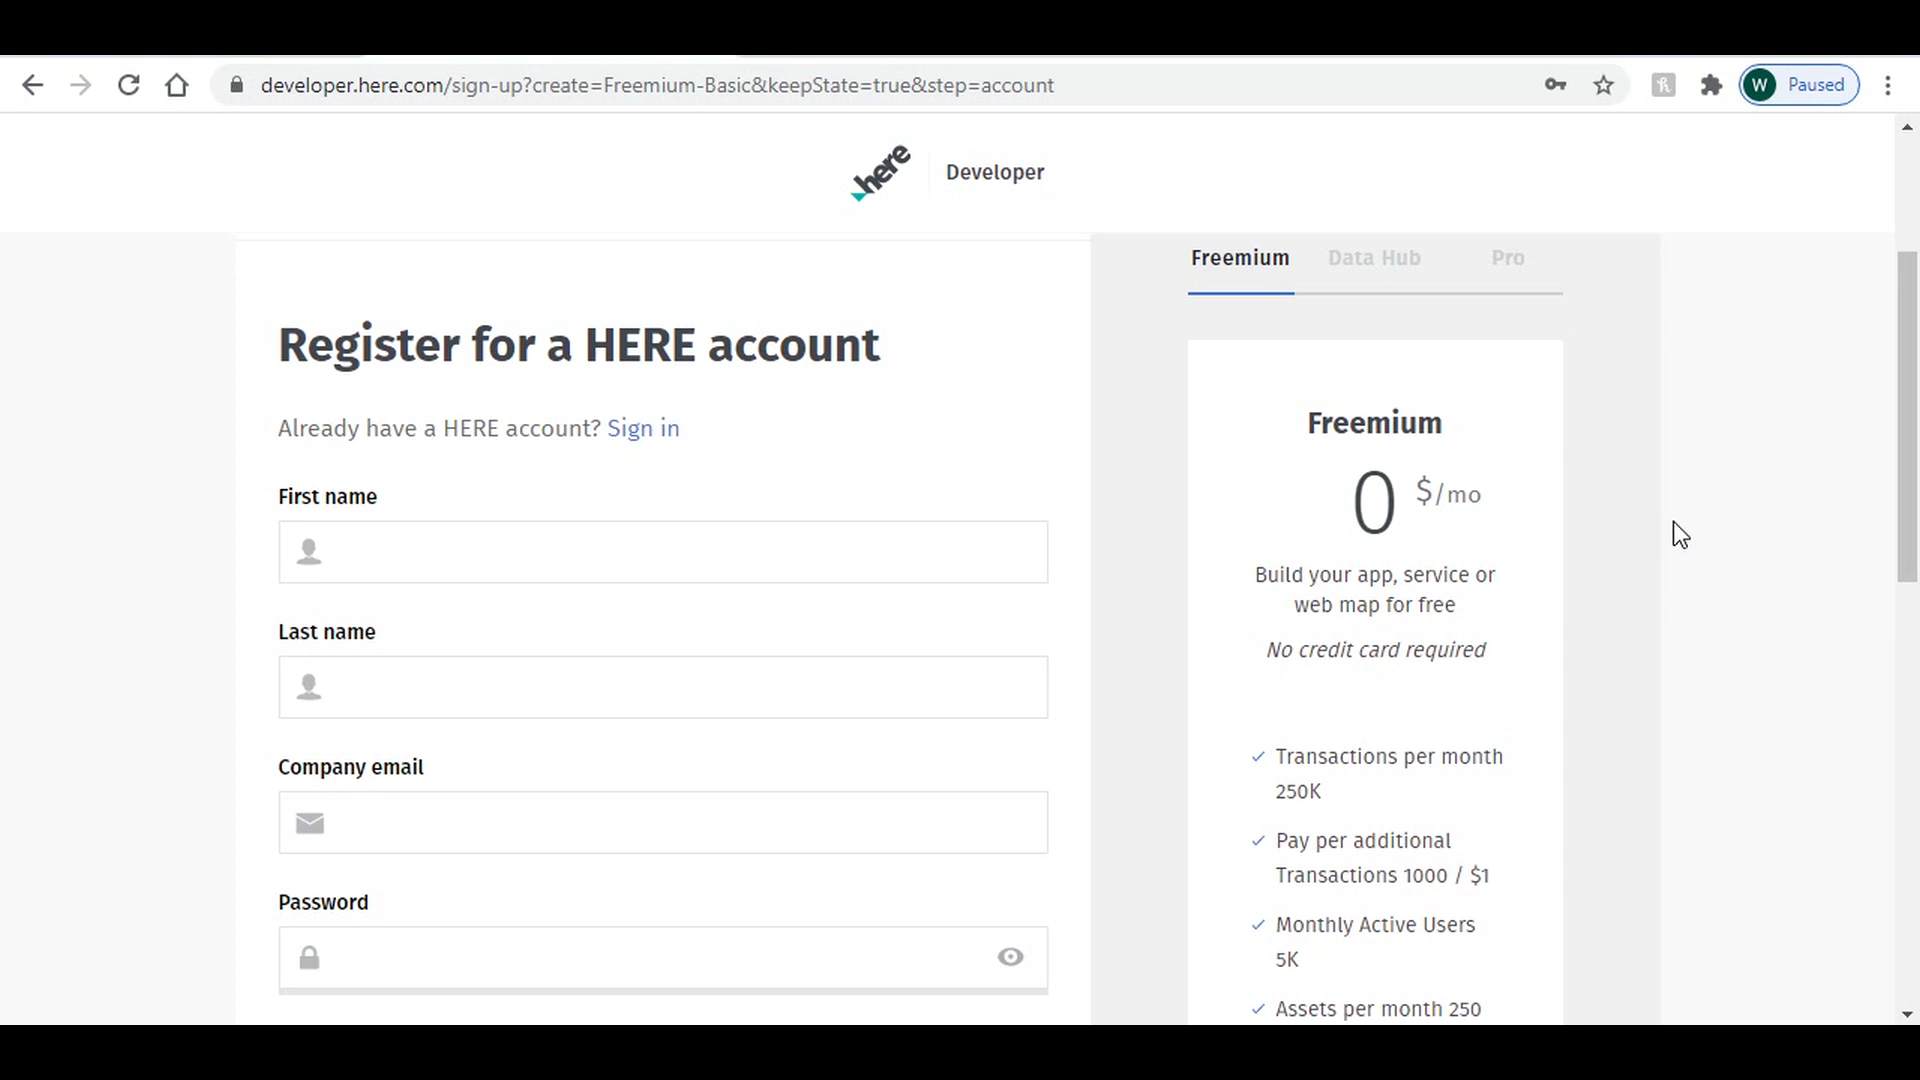 developer.here.com/sign-up?create=Freemium-Basic&keepState=true&step=account
W
Paused
here
Developer
Register for a HERE account
Already have a HERE account? Sign in
First name
Last name
Company email
Password
Freemium
Data Hub
Pro
Freemium
0 $/mo
Build your app, service or
web map for free
No credit card required
Transactions per month
250K
Pay per additional
Transactions 1000 / $1
Monthly Active Users
5K
Assets per month 250